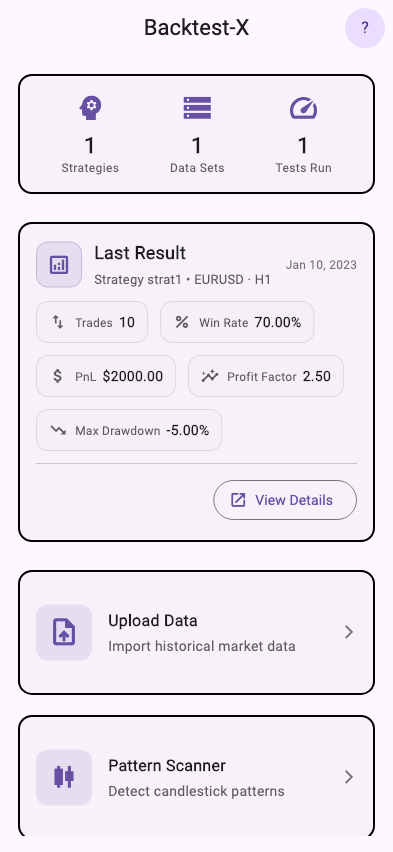 Backtest-X
?
1 1 1
Strategies Data Sets Tests Run
Last Result
Jan 10, 2023
Strategy strat1 • EURUSD · H1
Trades 10 Win Rate 70.00%
PnL $2000.00 Profit Factor 2.50
Max Drawdown -5.00%
View Details
Upload Data
Import historical market data
Pattern Scanner
Detect candlestick patterns